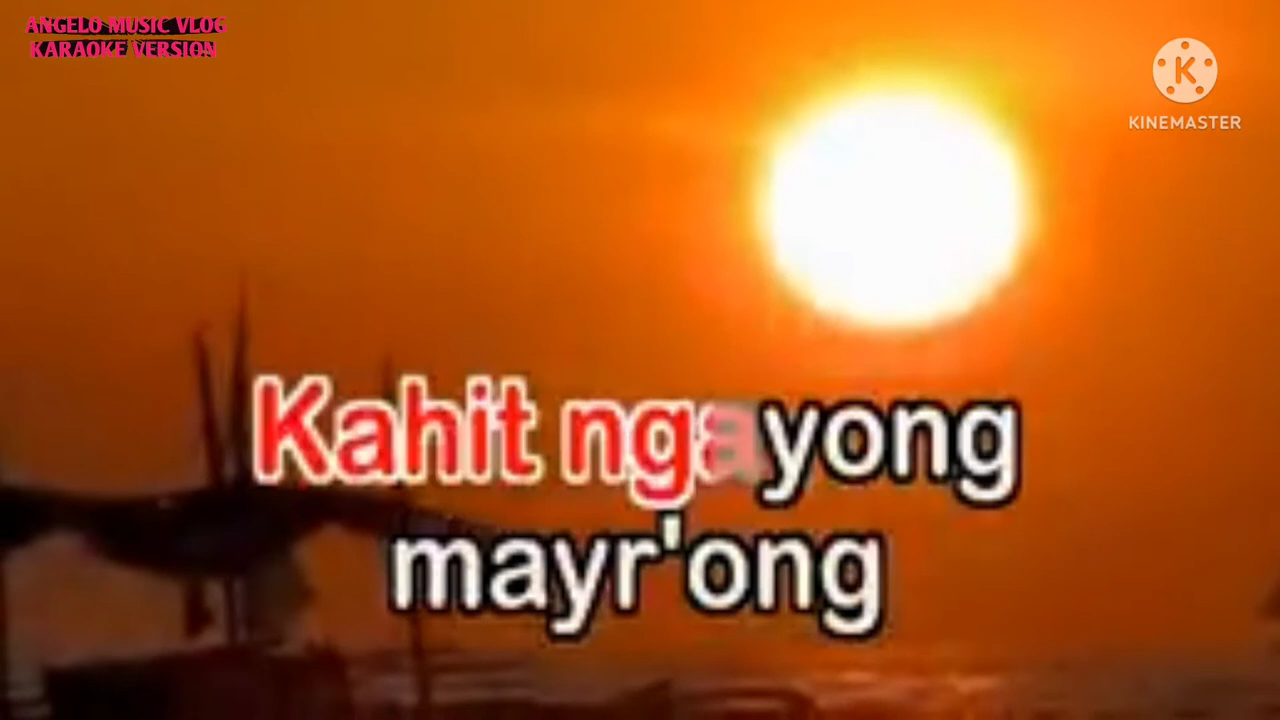 ANGELO MUSIC VLOG
KARAOKE VERSION
K
KINEMASTER
Kahit ngayong
mayr'ong